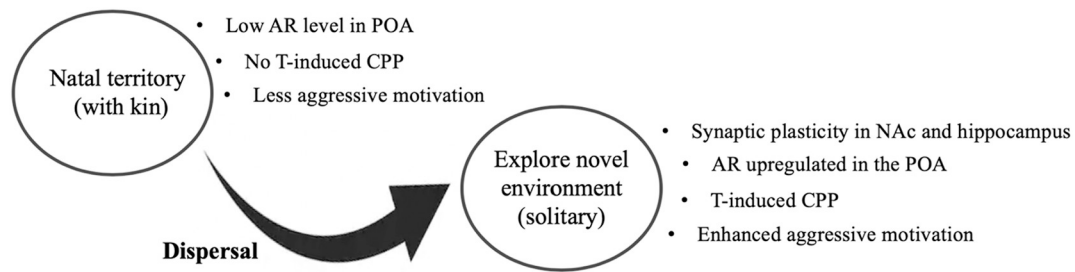 Natal territory
(with kin)
• Low AR level in POA
• No T-induced CPP
• Less aggressive motivation
Dispersal
Explore novel
environment
(solitary)
• Synaptic plasticity in NAc and hippocampus
• AR upregulated in the POA
• T-induced CPP
• Enhanced aggressive motivation